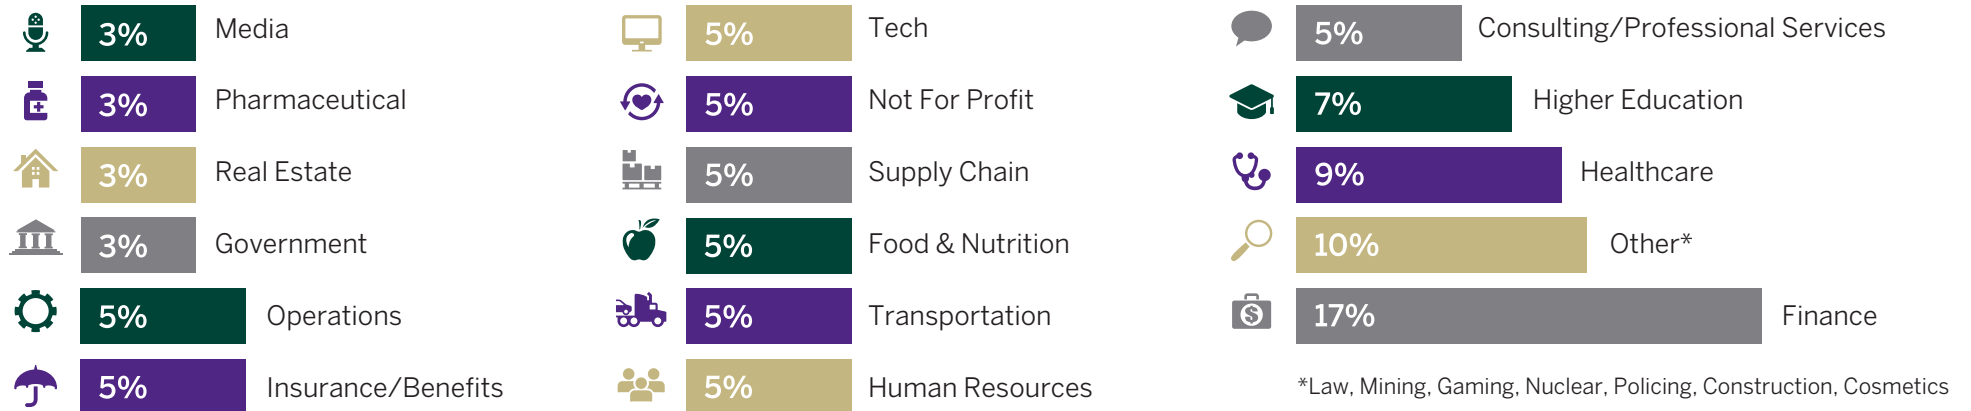 3% Media
3% Pharmaceutical
3% Real Estate
3% Government
5% Operations
5% Insurance/Benefits
5% Tech
5% Not For Profit
5% Supply Chain
5% Food & Nutrition
5% Transportation
5% Human Resources
5% Consulting/Professional Services
7% Higher Education
9% Healthcare
10% Other*
17% Finance
*Law, Mining, Gaming, Nuclear, Policing, Construction, Cosmetics